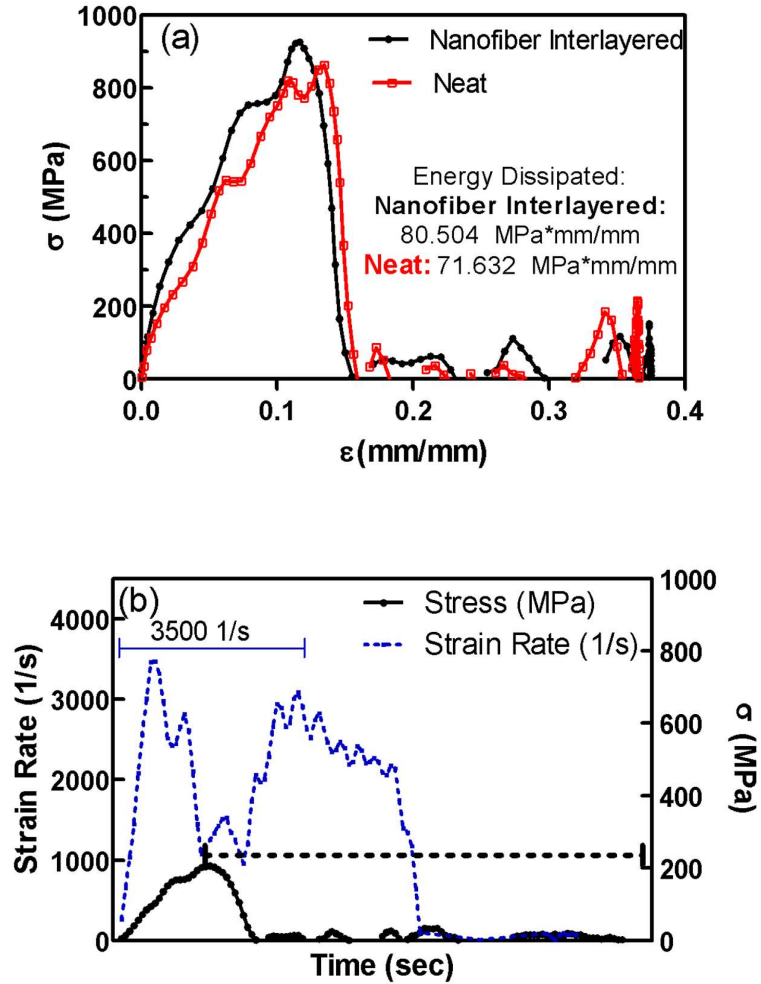 1000
(a)
Nanofiber Interlayered
800
Neat
600
Energy Dissipated:
Nanofiber Interlayered:
80.504 MPa*mm/mm
Neat: 71.632 MPa*mm/mm
400
200
0
σ (MPa)
0.0 0.1 0.2 0.3 0.4
ε(mm/mm)
(b)
Stress (MPa)
Strain Rate (1/s)
3500 1/s
4000
3000
2000
1000
0
Strain Rate (1/s)
1000
800
600
400
200
0
σ (MPa)
Time (sec)